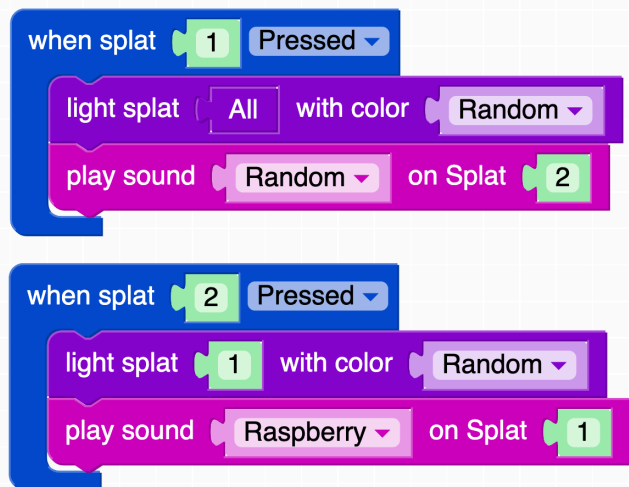 when splat 1 Pressed
light splat All with color Random
play sound Random on Splat 2
when splat 2 Pressed
light splat 1 with color Random
play sound Raspberry on Splat 1